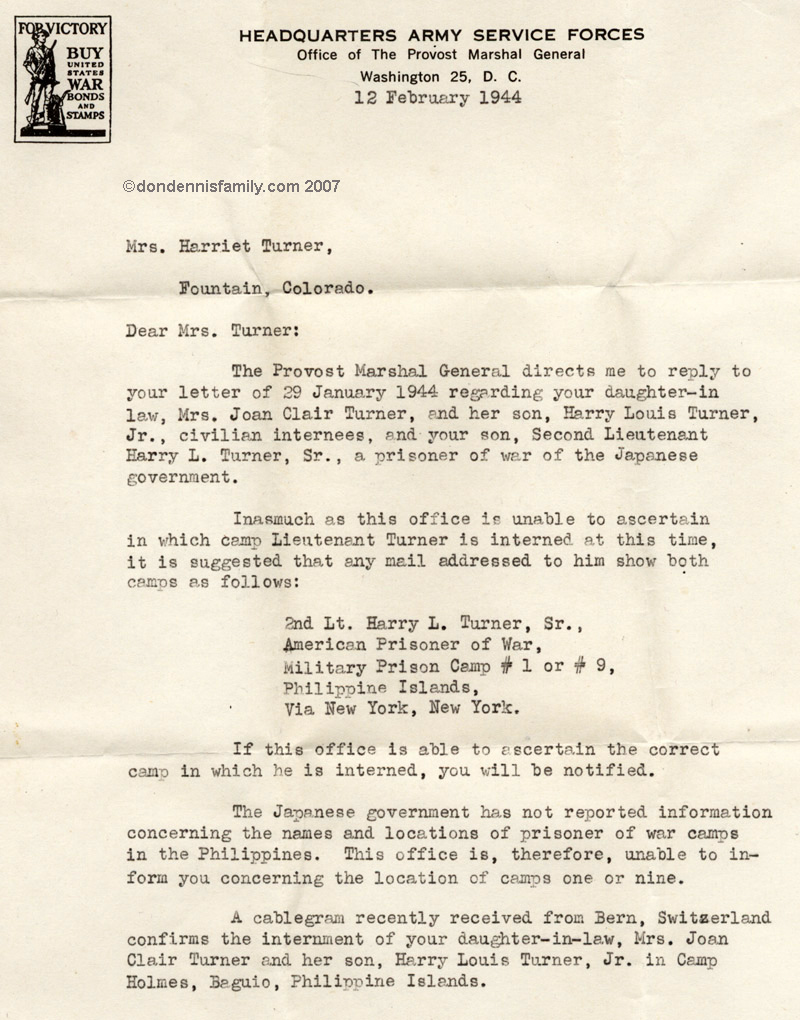 FOR VICTORY
BUY
UNITED
STATES
WAR
BONDS
AND
STAMPS
HEADQUARTERS ARMY SERVICE FORCES
Office of The Provost Marshal General
Washington 25, D. C.
12 February 1944
©dondennisfamily.com 2007
Mrs. Harriet Turner,
Fountain, Colorado.
Dear Mrs. Turner:
The Provost Marshal General directs me to reply to
your letter of 29 January 1944 regarding your daughter-in
law, Mrs. Joan Clair Turner, and her son, Harry Louis Turner,
Jr., civilian internees, and your son, Second Lieutenant
Harry L. Turner, Sr., a prisoner of war of the Japanese
government.
Inasmuch as this office is unable to ascertain
in which camp Lieutenant Turner is interned at this time,
it is suggested that any mail addressed to him show both
camps as follows:
2nd Lt. Harry L. Turner, Sr.,
American Prisoner of War,
Military Prison Camp # 1 or # 9,
Philippine Islands,
Via New York, New York.
If this office is able to ascertain the correct
camp in which he is interned, you will be notified.
The Japanese government has not reported information
concerning the names and locations of prisoner of war camps
in the Philippines. This office is, therefore, unable to in-
form you concerning the location of camps one or nine.
A cablegram recently received from Bern, Switzerland
confirms the internment of your daughter-in-law, Mrs. Joan
Clair Turner and her son, Harry Louis Turner, Jr. in Camp
Holmes, Baguio, Philippine Islands.